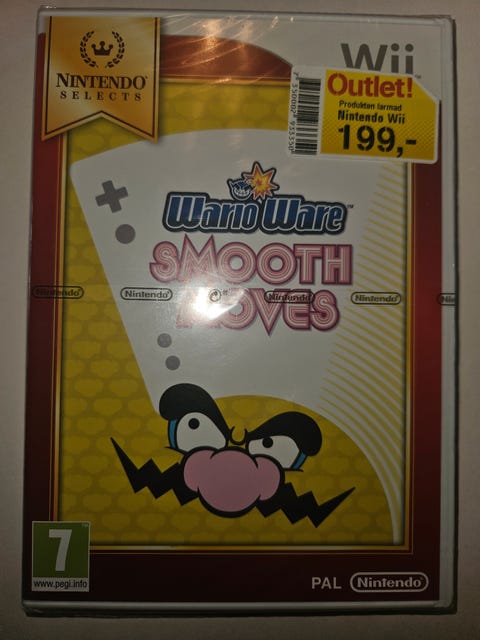 NINTENDO
SELECTS
Wii
Outlet!
Produkten larmad
Nintendo Wii
199,-
WarioWare
SMOOTH
MOVES
Nintendo
Nintendo
Nintendo
Nintendo
7
www.pegi.info
PAL
Nintendo